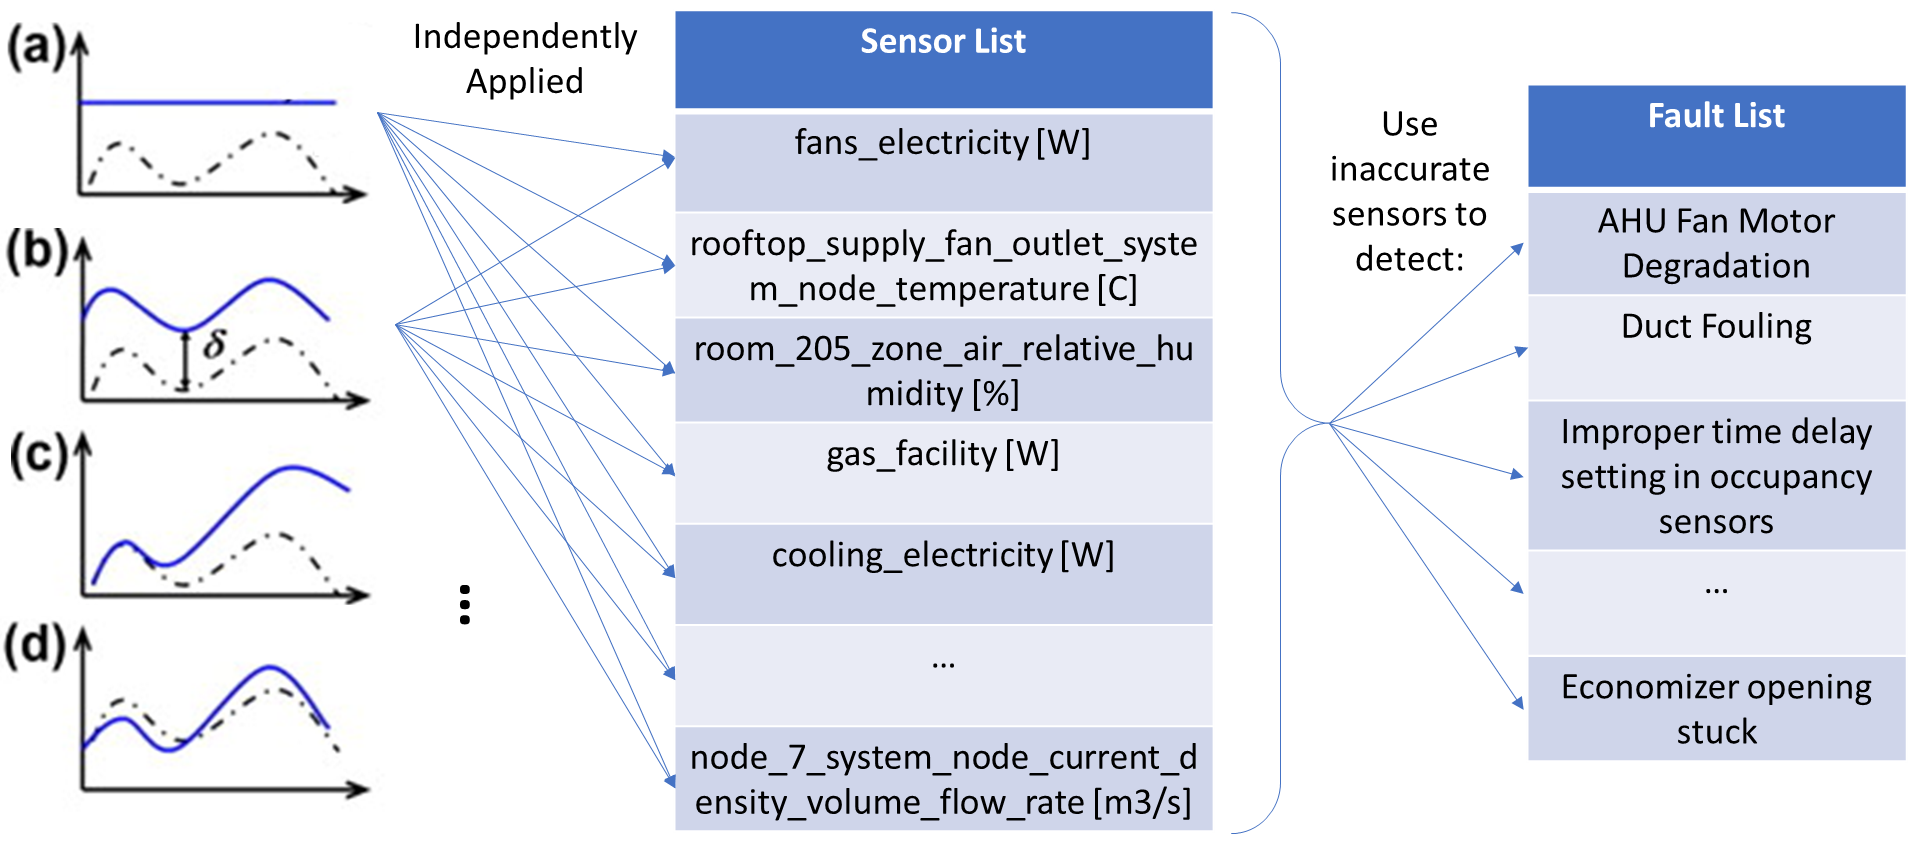 (a)
(b)
δ
(c)
(d)
Independently
Applied
⋮
Sensor List
fans_electricity [W]
rooftop_supply_fan_outlet_syste
m_node_temperature [C]
room_205_zone_air_relative_hu
midity [%]
gas_facility [W]
cooling_electricity [W]
...
node_7_system_node_current_d
ensity_volume_flow_rate [m3/s]
Use
inaccurate
sensors to
detect:
Fault List
AHU Fan Motor
Degradation
Duct Fouling
Improper time delay
setting in occupancy
sensors
...
Economizer opening
stuck